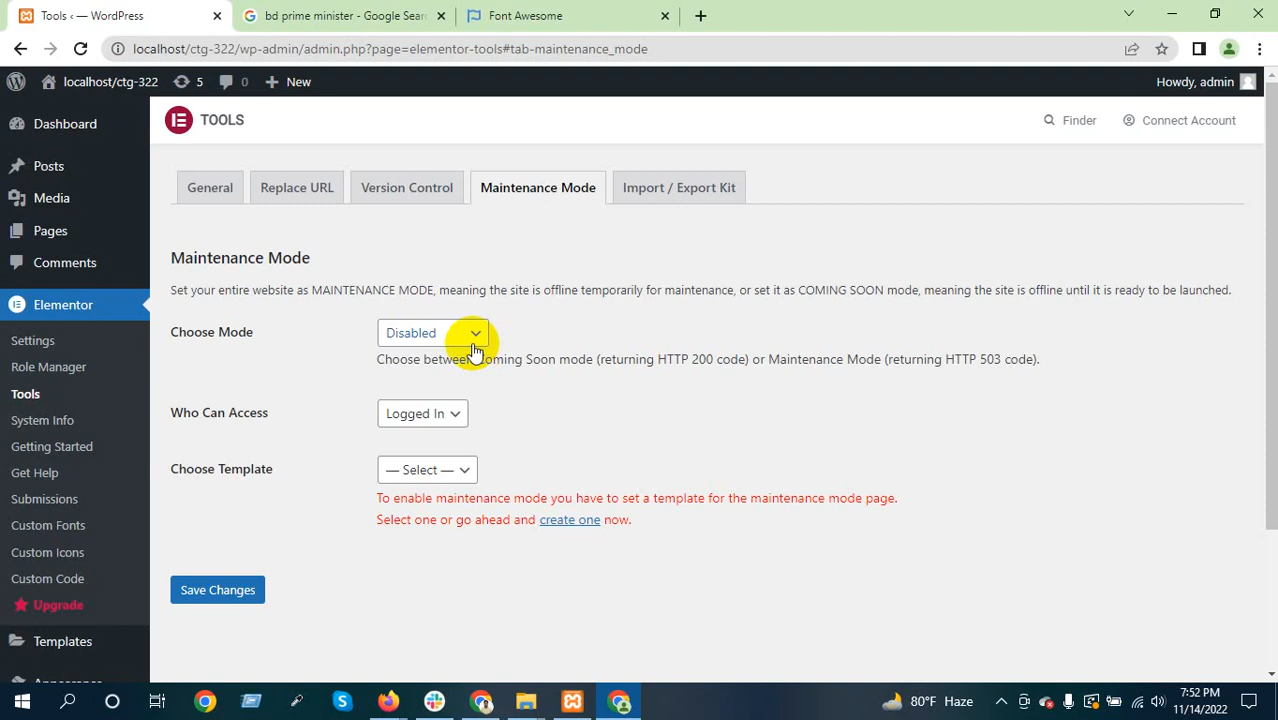 Tools ‹ — WordPress
bd prime minister - Google Sear
Font Awesome
localhost/ctg-322/wp-admin/admin.php?page=elementor-tools#tab-maintenance_mode
localhost/ctg-322
5
0
New
Howdy, admin
Dashboard
Posts
Media
Pages
Comments
Elementor
Settings
Role Manager
Tools
System Info
Getting Started
Get Help
Submissions
Custom Fonts
Custom Icons
Custom Code
Upgrade
Templates
TOOLS
Finder
Connect Account
General
Replace URL
Version Control
Maintenance Mode
Import / Export Kit
Maintenance Mode
Set your entire website as MAINTENANCE MODE, meaning the site is offline temporarily for maintenance, or set it as COMING SOON mode, meaning the site is offline until it is ready to be launched.
Choose Mode
Disabled
Choose between Coming Soon mode (returning HTTP 200 code) or Maintenance Mode (returning HTTP 503 code).
Who Can Access
Logged In
Choose Template
— Select —
To enable maintenance mode you have to set a template for the maintenance mode page.
Select one or go ahead and create one now.
Save Changes
80°F Haze
7:52 PM
11/14/2022